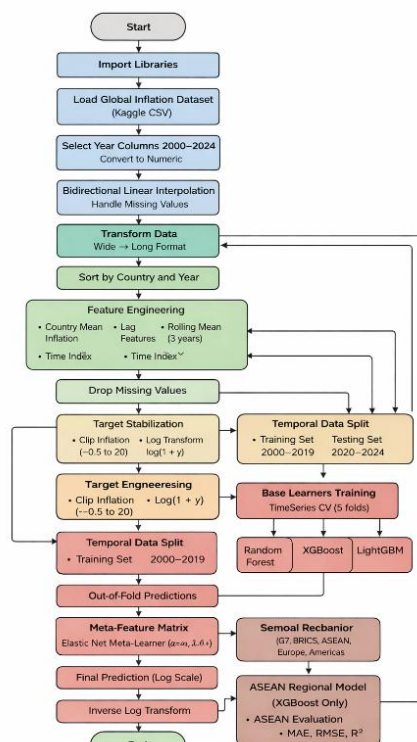 Start
Import Libraries
Load Global Inflation Dataset
(Kaggle CSV)
Select Year Columns 2000–2024
Convert to Numeric
Bidirectional Linear Interpolation
Handle Missing Values
Transform Data
Wide → Long Format
Sort by Country and Year
Feature Engineering
• Country Mean Inflation
• Lag Features
• Rolling Mean (3 years)
• Time Index
• Time Index
Drop Missing Values
Target Stabilization
• Clip Inflation (−0.5 to 20)
• Log Transform log(1 + y)
Temporal Data Split
• Training Set 2000–2019
Testing Set 2020–2024
Target Engneeresing
• Clip Inflation (--0.5 to 20)
• Log(1 + y)
Base Learners Training
TimeSeries CV (5 folds)
Temporal Data Split
• Training Set 2000–2019
Random Forest
XGBoost
LightGBM
Out-of-Fold Predictions
Meta-Feature Matrix
Elastic Net Meta-Learner
Semoal Recbanior
(G7, BRICS, ASEAN,
Europe, Americas
Final Prediction (Log Scale)
ASEAN Regional Model
(XGBoost Only)
• ASEAN Evaluation
• MAE, RMSE, R²
Inverse Log Transform